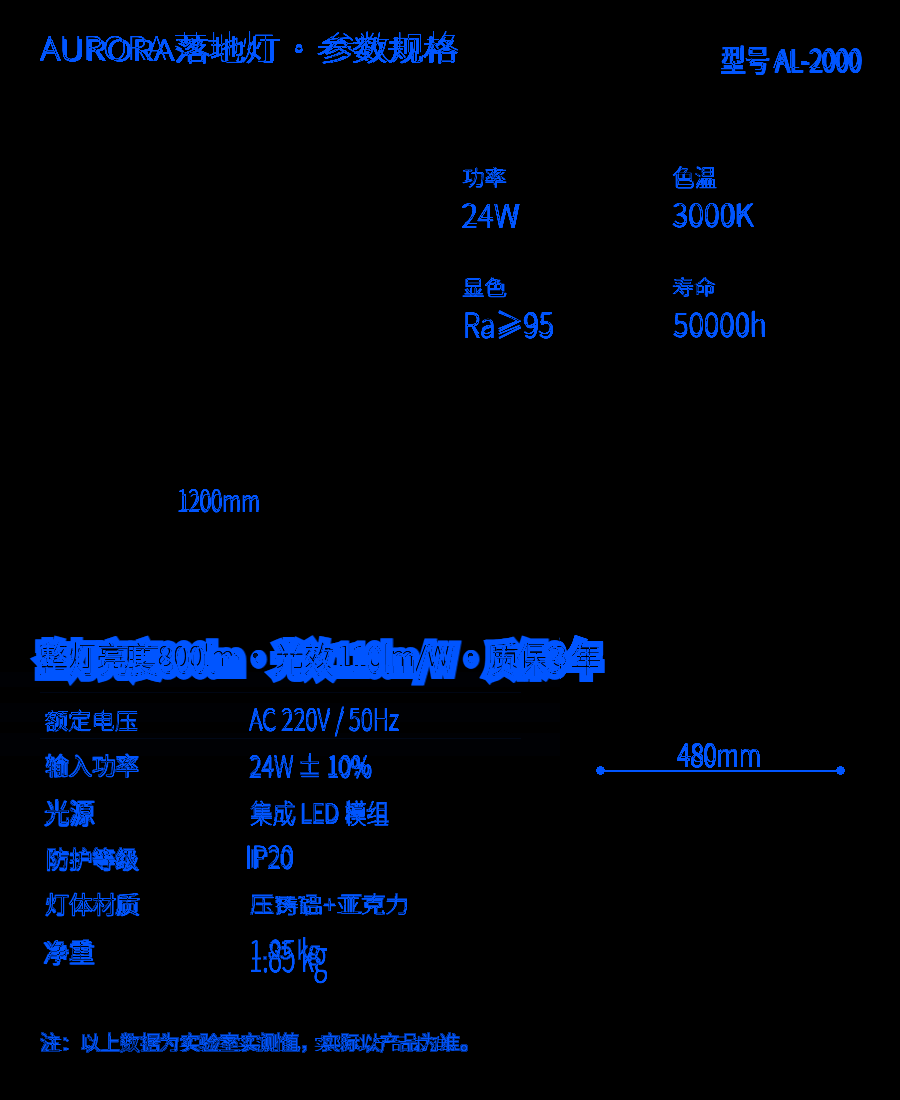 AURORA落地灯 · 参数规格
型号 AL-2000
功率
24W
色温
3000K
显色
Ra≥95
寿命
50000h
1200mm
整灯亮度800lm·光效110lm/W·质保3年
额定电压 AC 220V / 50Hz
输入功率 24W ± 10%
480mm
光源 集成 LED 模组
防护等级 IP20
灯体材质 压铸铝+亚克力
净重 1.85 kg
注：以上数据为实验室实测值，实际以产品为准。